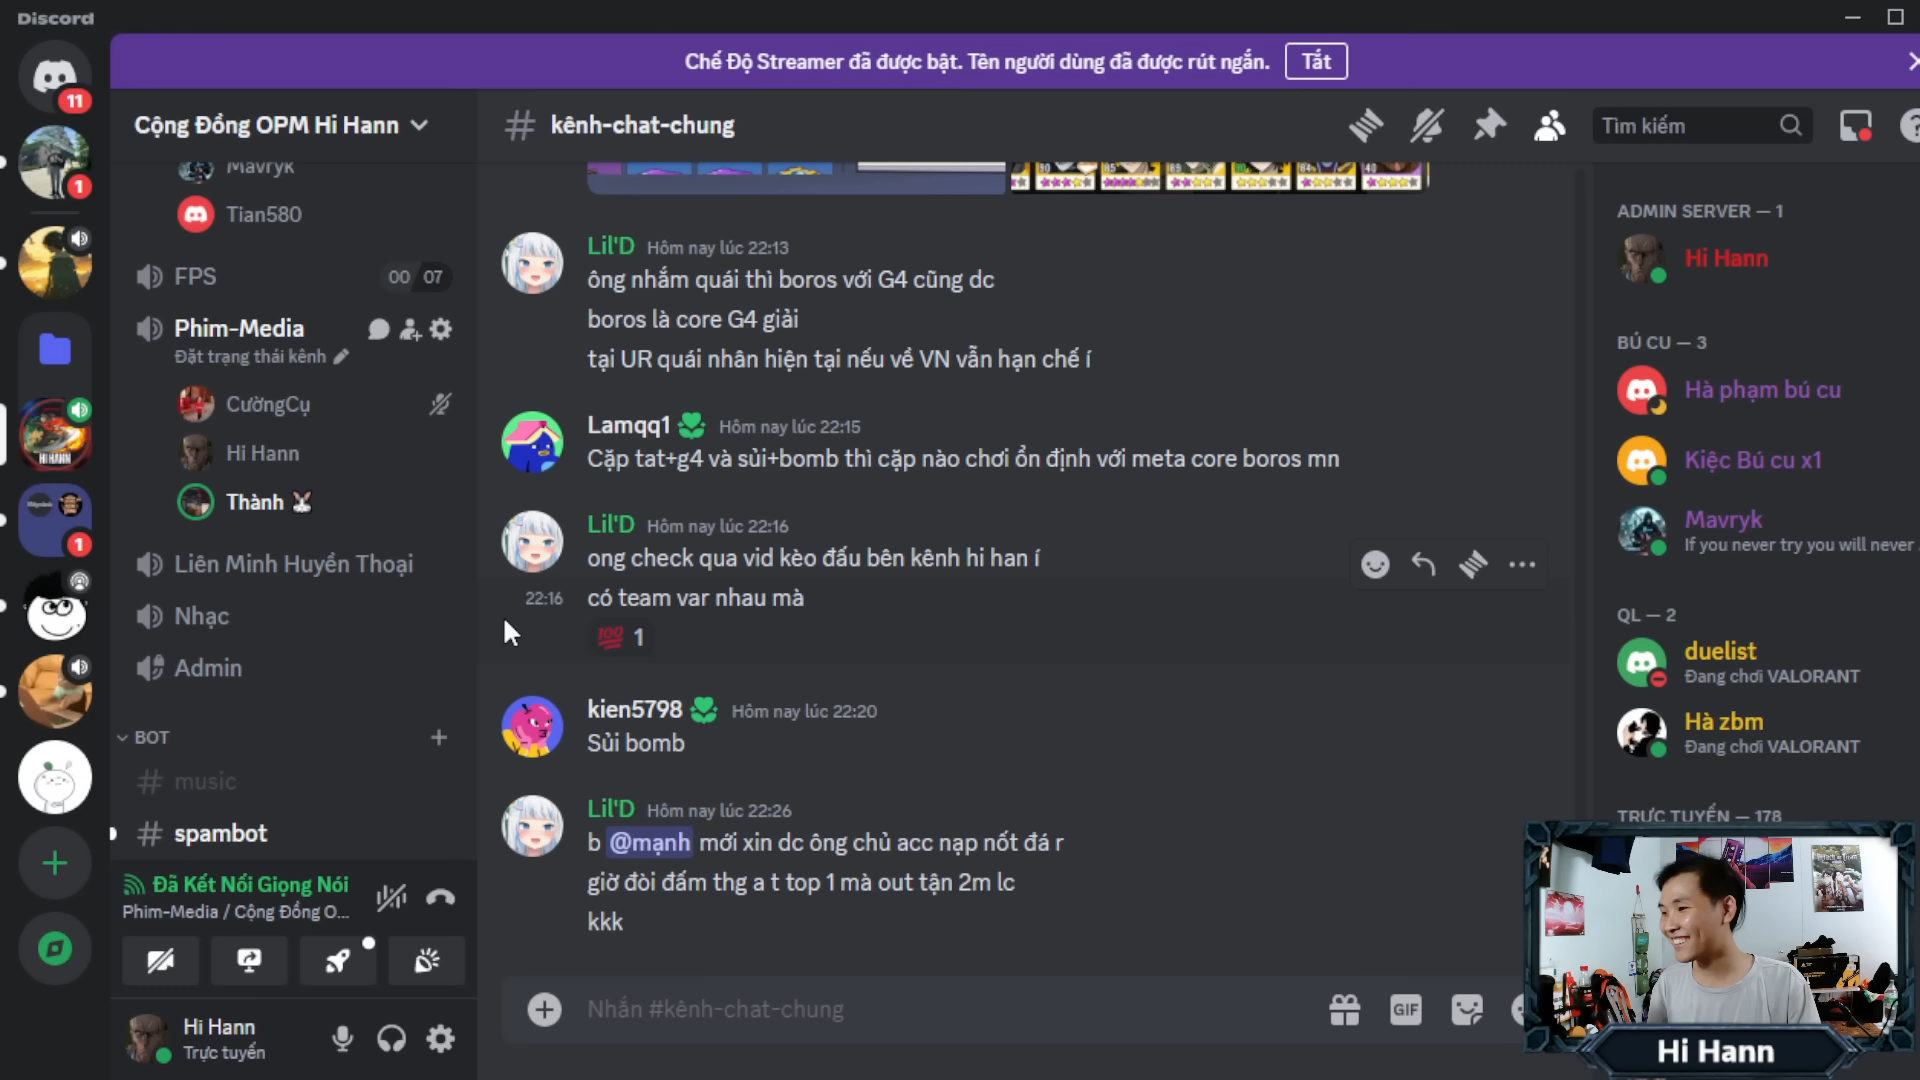 Discord
Chế Độ Streamer đã được bật. Tên người dùng đã được rút ngắn.
Tắt
11
1
1
HI HANN
Cộng Đồng OPM Hi Hann
Mavryk
Tian580
FPS
00 07
Phim-Media
Đặt trạng thái kênh
CườngCụ
Hi Hann
Thành
Liên Minh Huyền Thoại
Nhạc
Admin
BOT
music
spambot
Đã Kết Nối Giọng Nói
Phim-Media / Cộng Đồng O...
Hi Hann
Trực tuyến
kênh-chat-chung
Tìm kiếm
Lil'D Hôm nay lúc 22:13
ông nhắm quái thì boros với G4 cũng dc
boros là core G4 giải
tại UR quái nhân hiện tại nếu về VN vẫn hạn chế í
Lamqq1 Hôm nay lúc 22:15
Cặp tat+g4 và sủi+bomb thì cặp nào chơi ổn định với meta core boros mn
Lil'D Hôm nay lúc 22:16
ong check qua vid kèo đấu bên kênh hi han í
22:16 có team var nhau mà
100 1
kien5798 Hôm nay lúc 22:20
Sủi bomb
Lil'D Hôm nay lúc 22:26
b @mạnh mới xin dc ông chủ acc nạp nốt đá r
giờ đòi đấm thg a t top 1 mà out tận 2m lc
kkk
Nhắn #kênh-chat-chung
GIF
ADMIN SERVER — 1
Hi Hann
BÚ CU — 3
Hà phạm bú cu
Kiệc Bú cu x1
Mavryk
If you never try you will never
QL — 2
duelist
Đang chơi VALORANT
Hà zbm
Đang chơi VALORANT
TRỰC TUYẾN — 178
Hi Hann